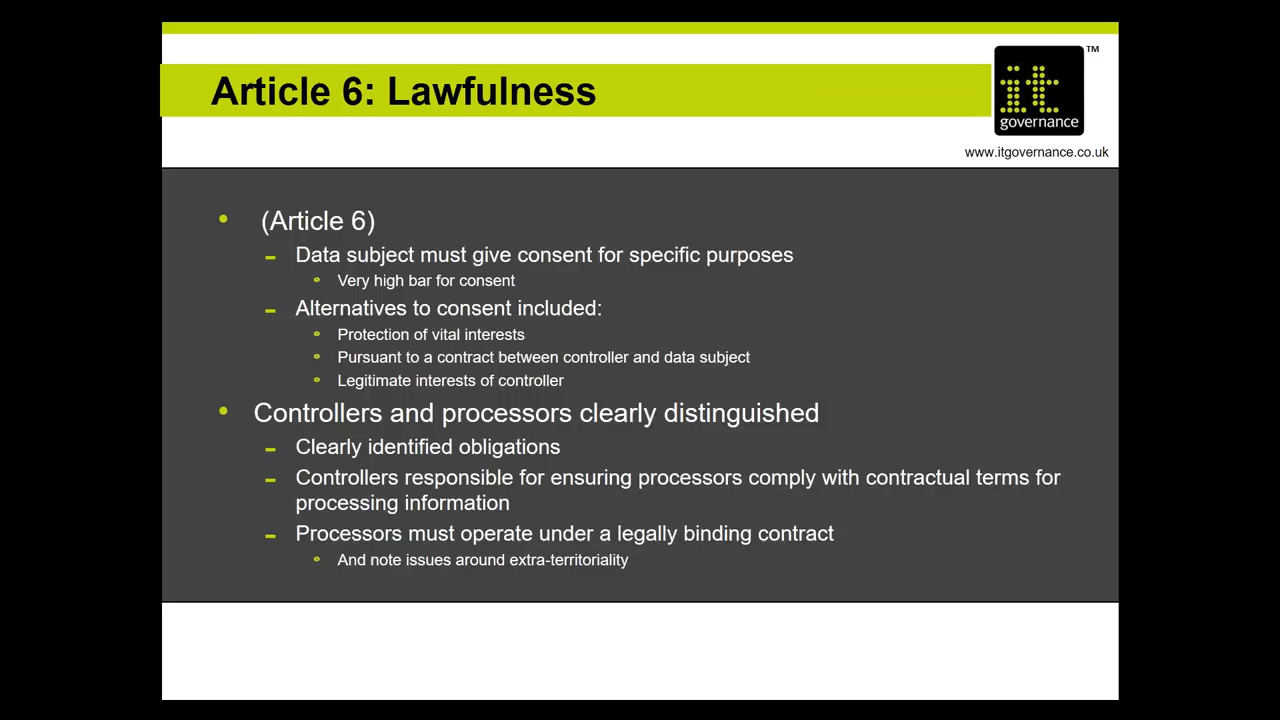 Article 6: Lawfulness
TM
it
governance
www.itgovernance.co.uk
• (Article 6)
– Data subject must give consent for specific purposes
• Very high bar for consent
– Alternatives to consent included:
• Protection of vital interests
• Pursuant to a contract between controller and data subject
• Legitimate interests of controller
• Controllers and processors clearly distinguished
– Clearly identified obligations
– Controllers responsible for ensuring processors comply with contractual terms for
processing information
– Processors must operate under a legally binding contract
• And note issues around extra-territoriality